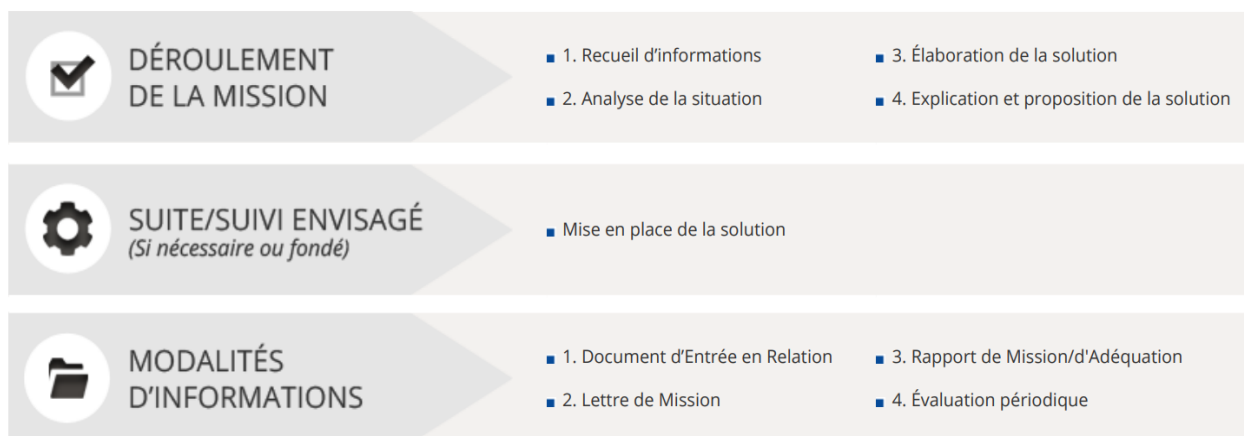 DÉROULEMENT
DE LA MISSION
1. Recueil d’informations
2. Analyse de la situation
3. Élaboration de la solution
4. Explication et proposition de la solution
SUITE/SUIVI ENVISAGÉ
(Si nécessaire ou fondé)
Mise en place de la solution
MODALITÉS
D’INFORMATIONS
1. Document d’Entrée en Relation
2. Lettre de Mission
3. Rapport de Mission/d'Adéquation
4. Évaluation périodique